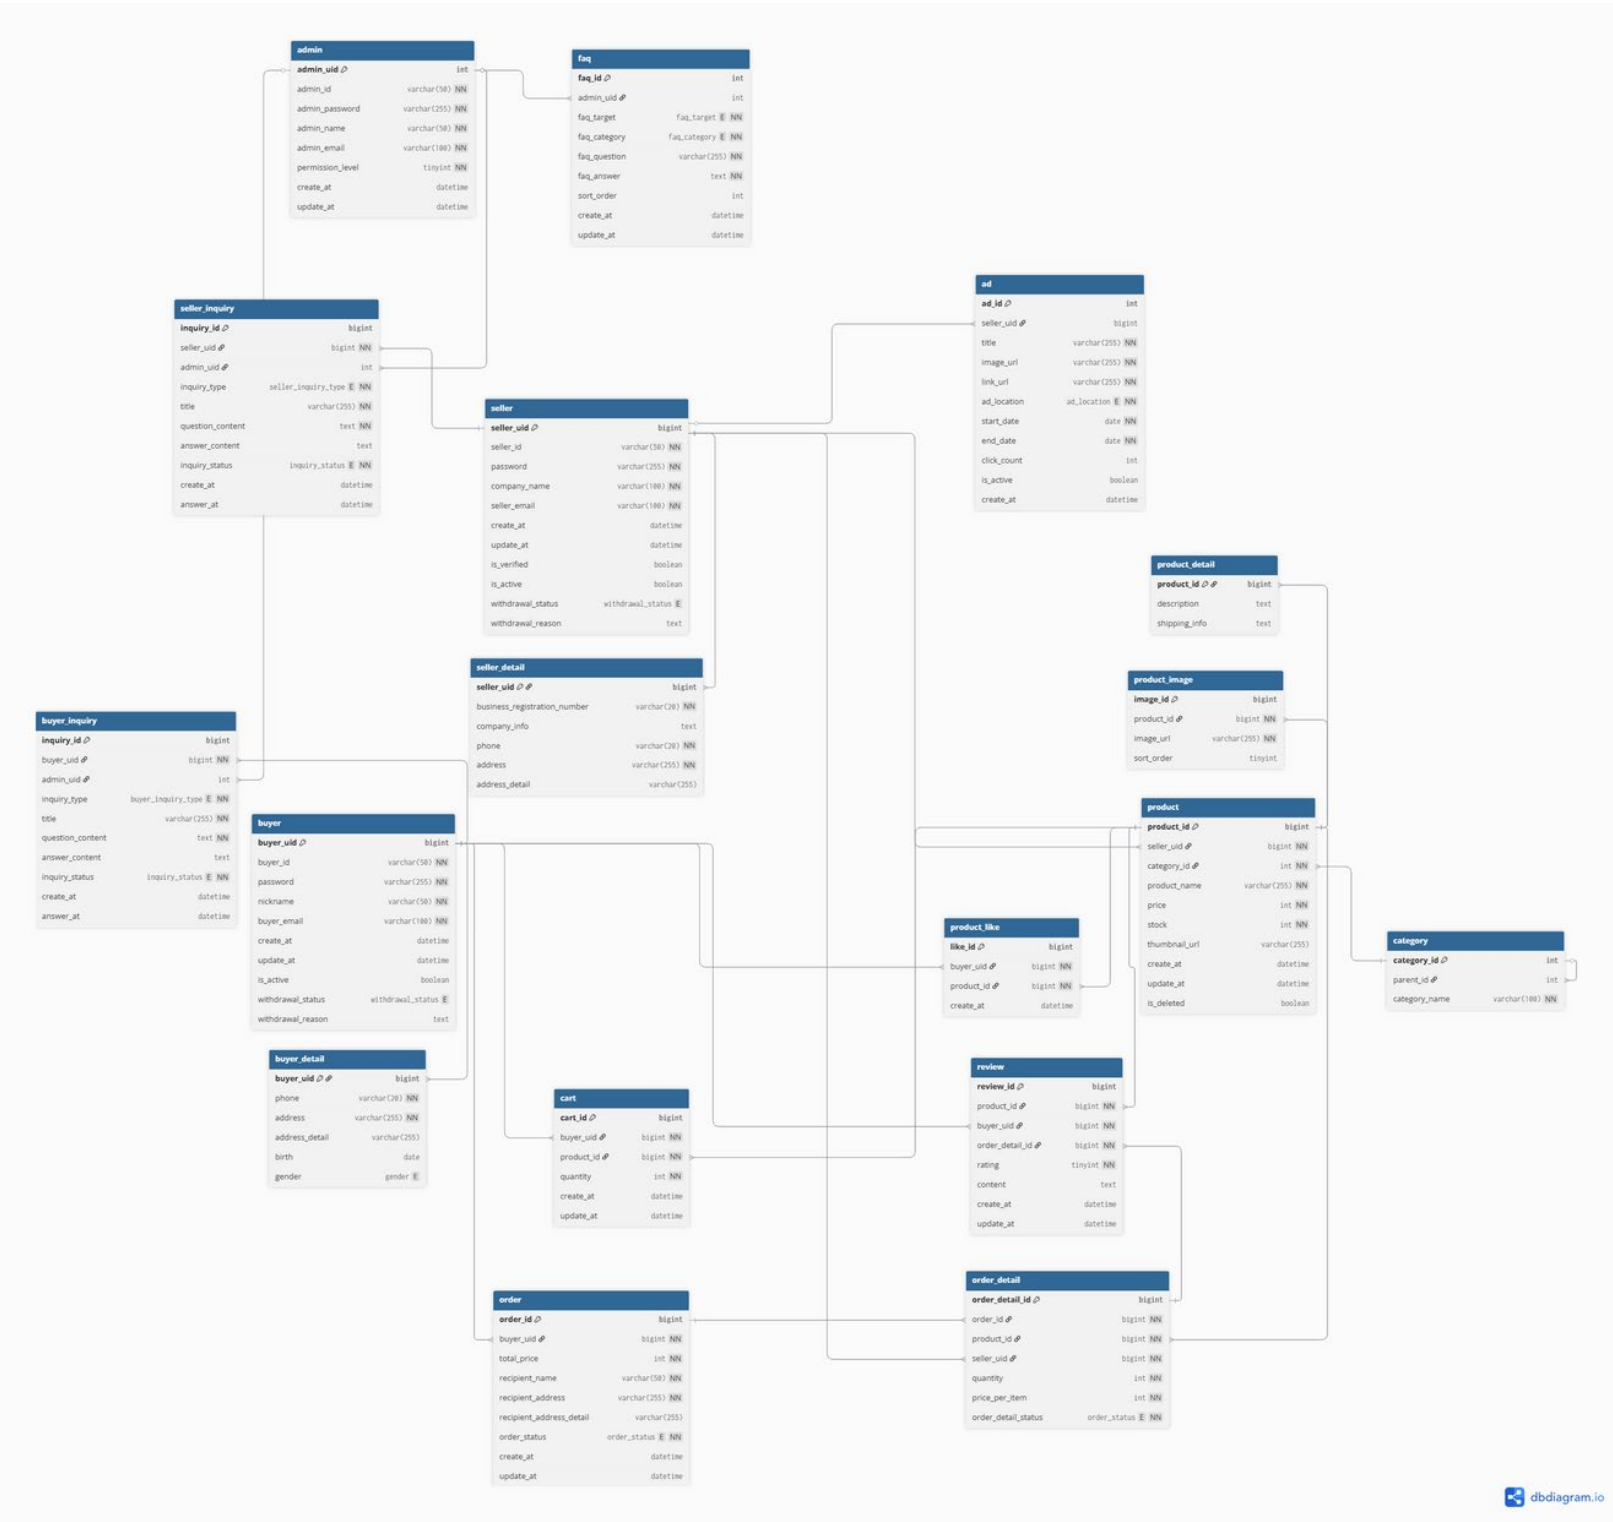 admin
admin_uid int
admin_id varchar(50) NN
admin_password varchar(255) NN
admin_name varchar(50) NN
admin_email varchar(100) NN
permission_level tinyint NN
create_at datetime
update_at datetime
faq
faq_id int
admin_uid int
faq_target faq_target E NN
faq_category faq_category E NN
faq_question varchar(255) NN
faq_answer text NN
sort_order int
create_at datetime
update_at datetime
ad
ad_id int
seller_uid bigint
title varchar(255) NN
image_url varchar(255) NN
link_url varchar(255) NN
ad_location ad_location E NN
start_date date NN
end_date date NN
click_count int
is_active boolean
create_at datetime
seller_inquiry
inquiry_id bigint
seller_uid bigint NN
admin_uid int
inquiry_type seller_inquiry_type E NN
title varchar(255) NN
question_content text NN
answer_content text
inquiry_status inquiry_status E NN
create_at datetime
answer_at datetime
seller
seller_uid bigint
seller_id varchar(50) NN
password varchar(255) NN
company_name varchar(100) NN
seller_email varchar(100) NN
create_at datetime
update_at datetime
is_verified boolean
is_active boolean
withdrawal_status withdrawal_status E
withdrawal_reason text
product_detail
product_id bigint
description text
shipping_info text
seller_detail
seller_uid bigint
business_registration_number varchar(20) NN
company_info text
phone varchar(20) NN
address varchar(255) NN
address_detail varchar(255)
product_image
image_id bigint
product_id bigint NN
image_url varchar(255) NN
sort_order tinyint
buyer_inquiry
inquiry_id bigint
buyer_uid bigint NN
admin_uid int
inquiry_type buyer_inquiry_type E NN
title varchar(255) NN
question_content text NN
answer_content text
inquiry_status inquiry_status E NN
create_at datetime
answer_at datetime
buyer
buyer_uid bigint
buyer_id varchar(50) NN
password varchar(255) NN
nickname varchar(50) NN
buyer_email varchar(100) NN
create_at datetime
update_at datetime
is_active boolean
withdrawal_status withdrawal_status E
withdrawal_reason text
product
product_id bigint
seller_uid bigint NN
category_id int NN
product_name varchar(255) NN
price int NN
stock int NN
thumbnail_url varchar(255)
create_at datetime
update_at datetime
is_deleted boolean
product_like
like_id bigint
buyer_uid bigint NN
product_id bigint NN
create_at datetime
category
category_id int
parent_id int
category_name varchar(100) NN
buyer_detail
buyer_uid bigint
phone varchar(20) NN
address varchar(255) NN
address_detail varchar(255)
birth date
gender gender E
cart
cart_id bigint
buyer_uid bigint NN
product_id bigint NN
quantity int NN
create_at datetime
update_at datetime
review
review_id bigint
product_id bigint NN
buyer_uid bigint NN
order_detail_id bigint NN
rating tinyint NN
content text
create_at datetime
update_at datetime
order
order_id bigint
buyer_uid bigint NN
total_price int NN
recipient_name varchar(50) NN
recipient_address varchar(255) NN
recipient_address_detail varchar(255)
order_status order_status E NN
create_at datetime
update_at datetime
order_detail
order_detail_id bigint
order_id bigint NN
product_id bigint NN
seller_uid bigint NN
quantity int NN
price_per_item int NN
order_detail_status order_status E NN
dbdiagram.io